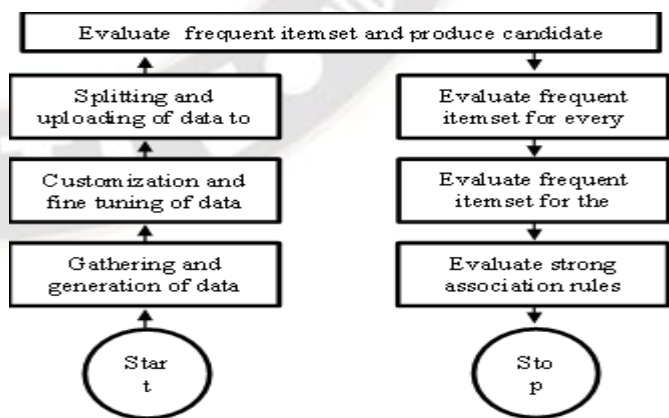 Evaluate frequent itemset and produce candidate
Splitting and
uploading of data to
Customization and
fine tuning of data
Gathering and
generation of data
Star
t
Evaluate frequent
itemset for every
Evaluate frequent
itemset for the
Evaluate strong
association rules
Sto
p